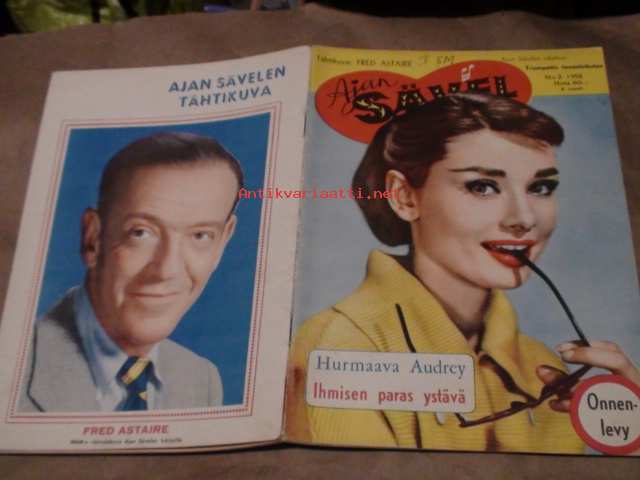 AJAN SÄVELEN
TÄHTIKUVA
FRED ASTAIRE
Tähtikuva: FRED ASTAIRE
Ajan
SÄVEL
No 3 1958
Hurmaava Audrey
Ihmisen paras ystävä
Onnen-
levy
Antikvariaatti.net